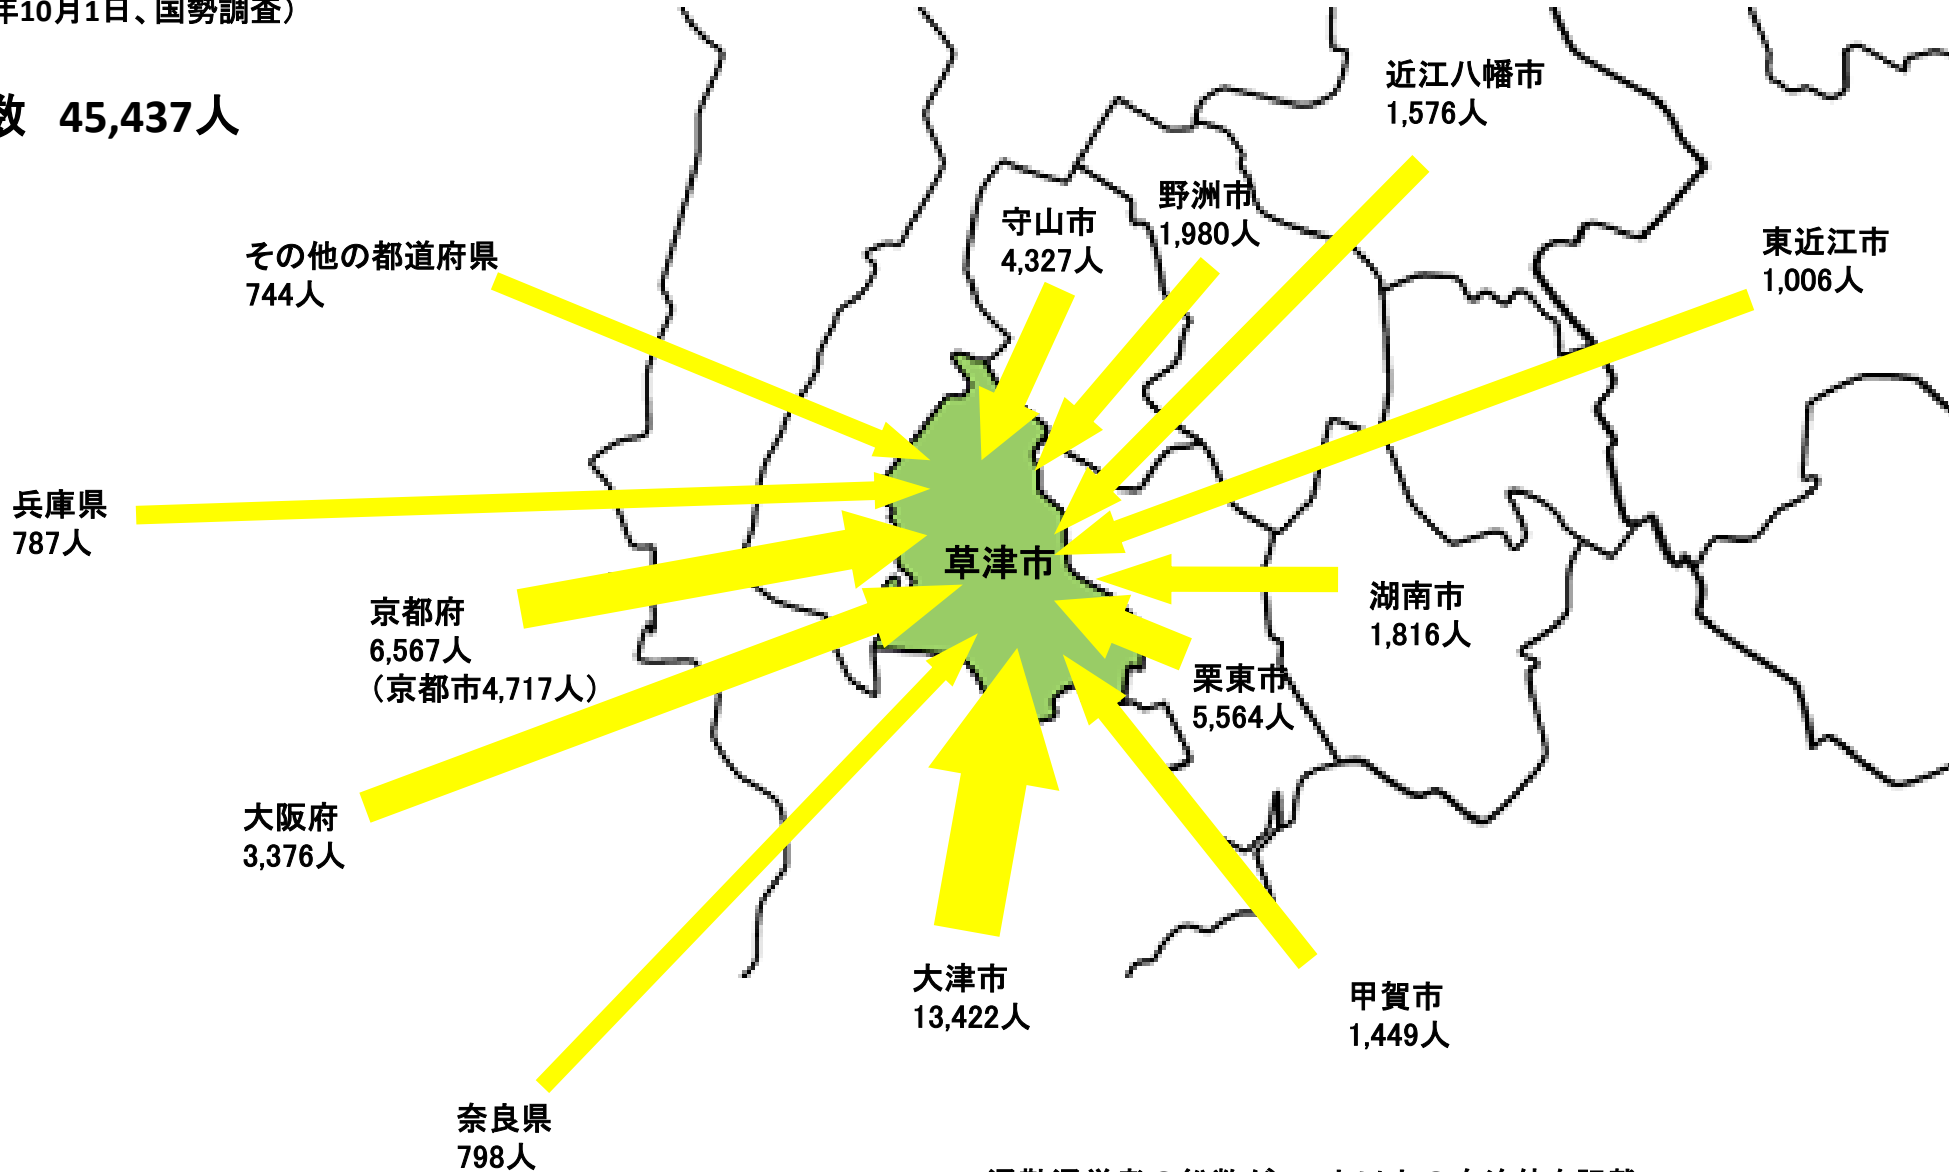 年10月1日、国勢調査）
数 45,437人
近江八幡市
1,576人
野洲市
1,980人
守山市
4,327人
東近江市
1,006人
その他の都道府県
744人
兵庫県
787人
草津市
京都府
6,567人
（京都市4,717人）
湖南市
1,816人
栗東市
5,564人
大阪府
3,376人
大津市
13,422人
甲賀市
1,449人
奈良県
798人